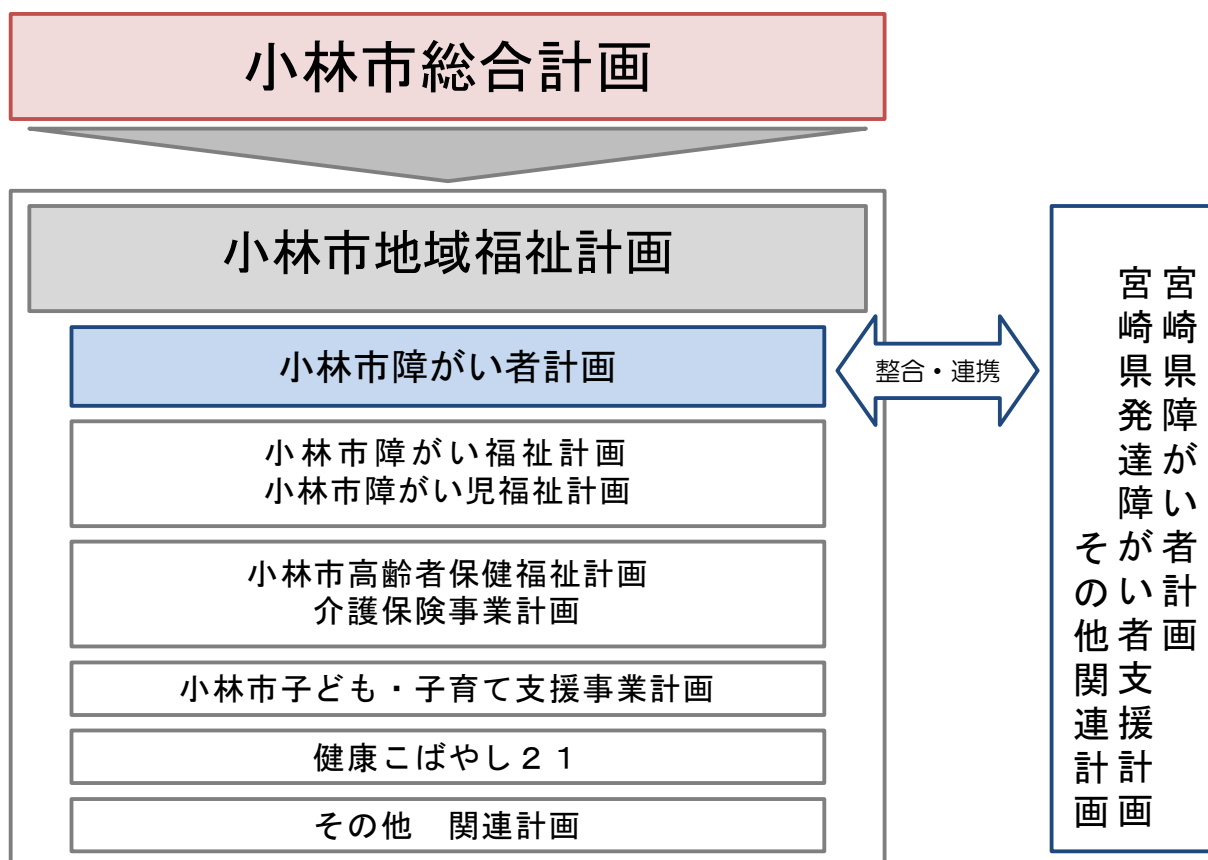 小林市総合計画
小林市地域福祉計画
小林市障がい者計画
整合・連携
小林市障がい福祉計画
小林市障がい児福祉計画
小林市高齢者保健福祉計画
介護保険事業計画
小林市子ども・子育て支援事業計画
健康こばやし２１
その他　関連計画
宮崎県障がい者計画
宮崎県発達障がい者支援計画
その他関連計画